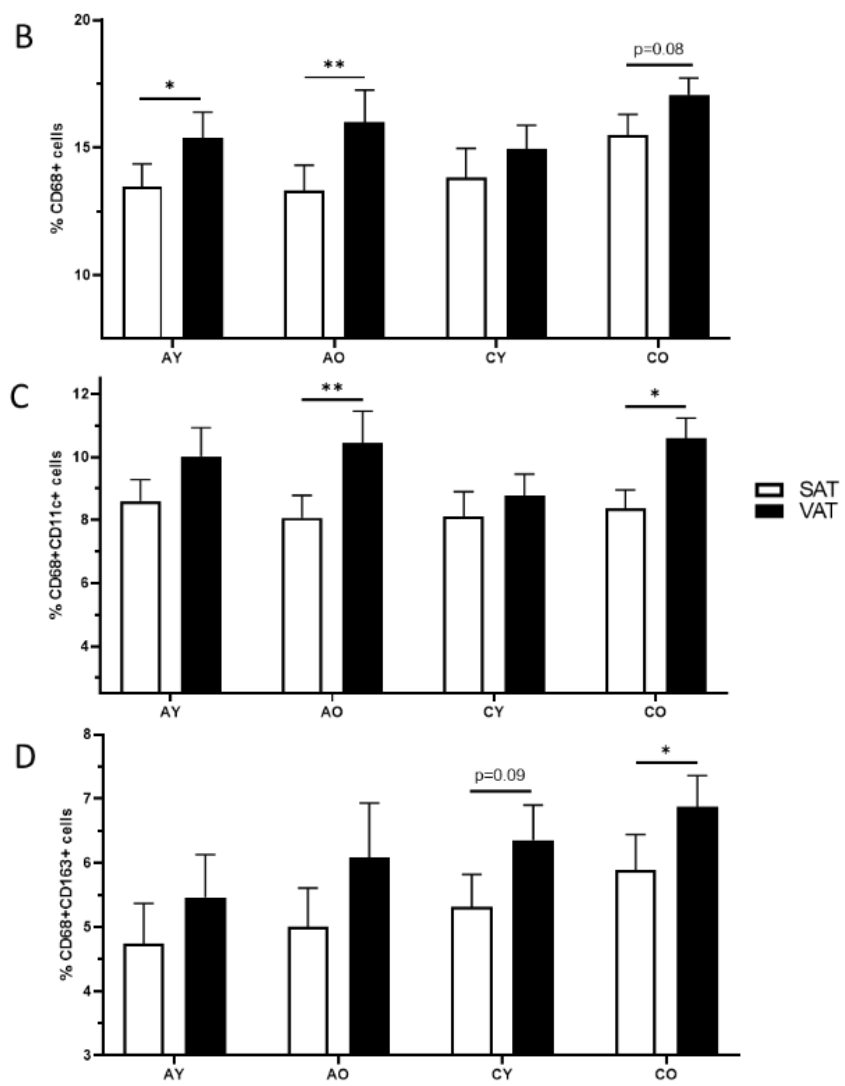 B
% CD68+ cells
20
15
10
*
**
p=0.08
AY AO CY CO
C
% CD68+CD11c+ cells
12
10
8
6
4
**
*
AY AO CY CO
SAT
VAT
D
% CD68+CD163+ cells
8
7
6
5
4
3
p=0.09
*
AY AO CY CO